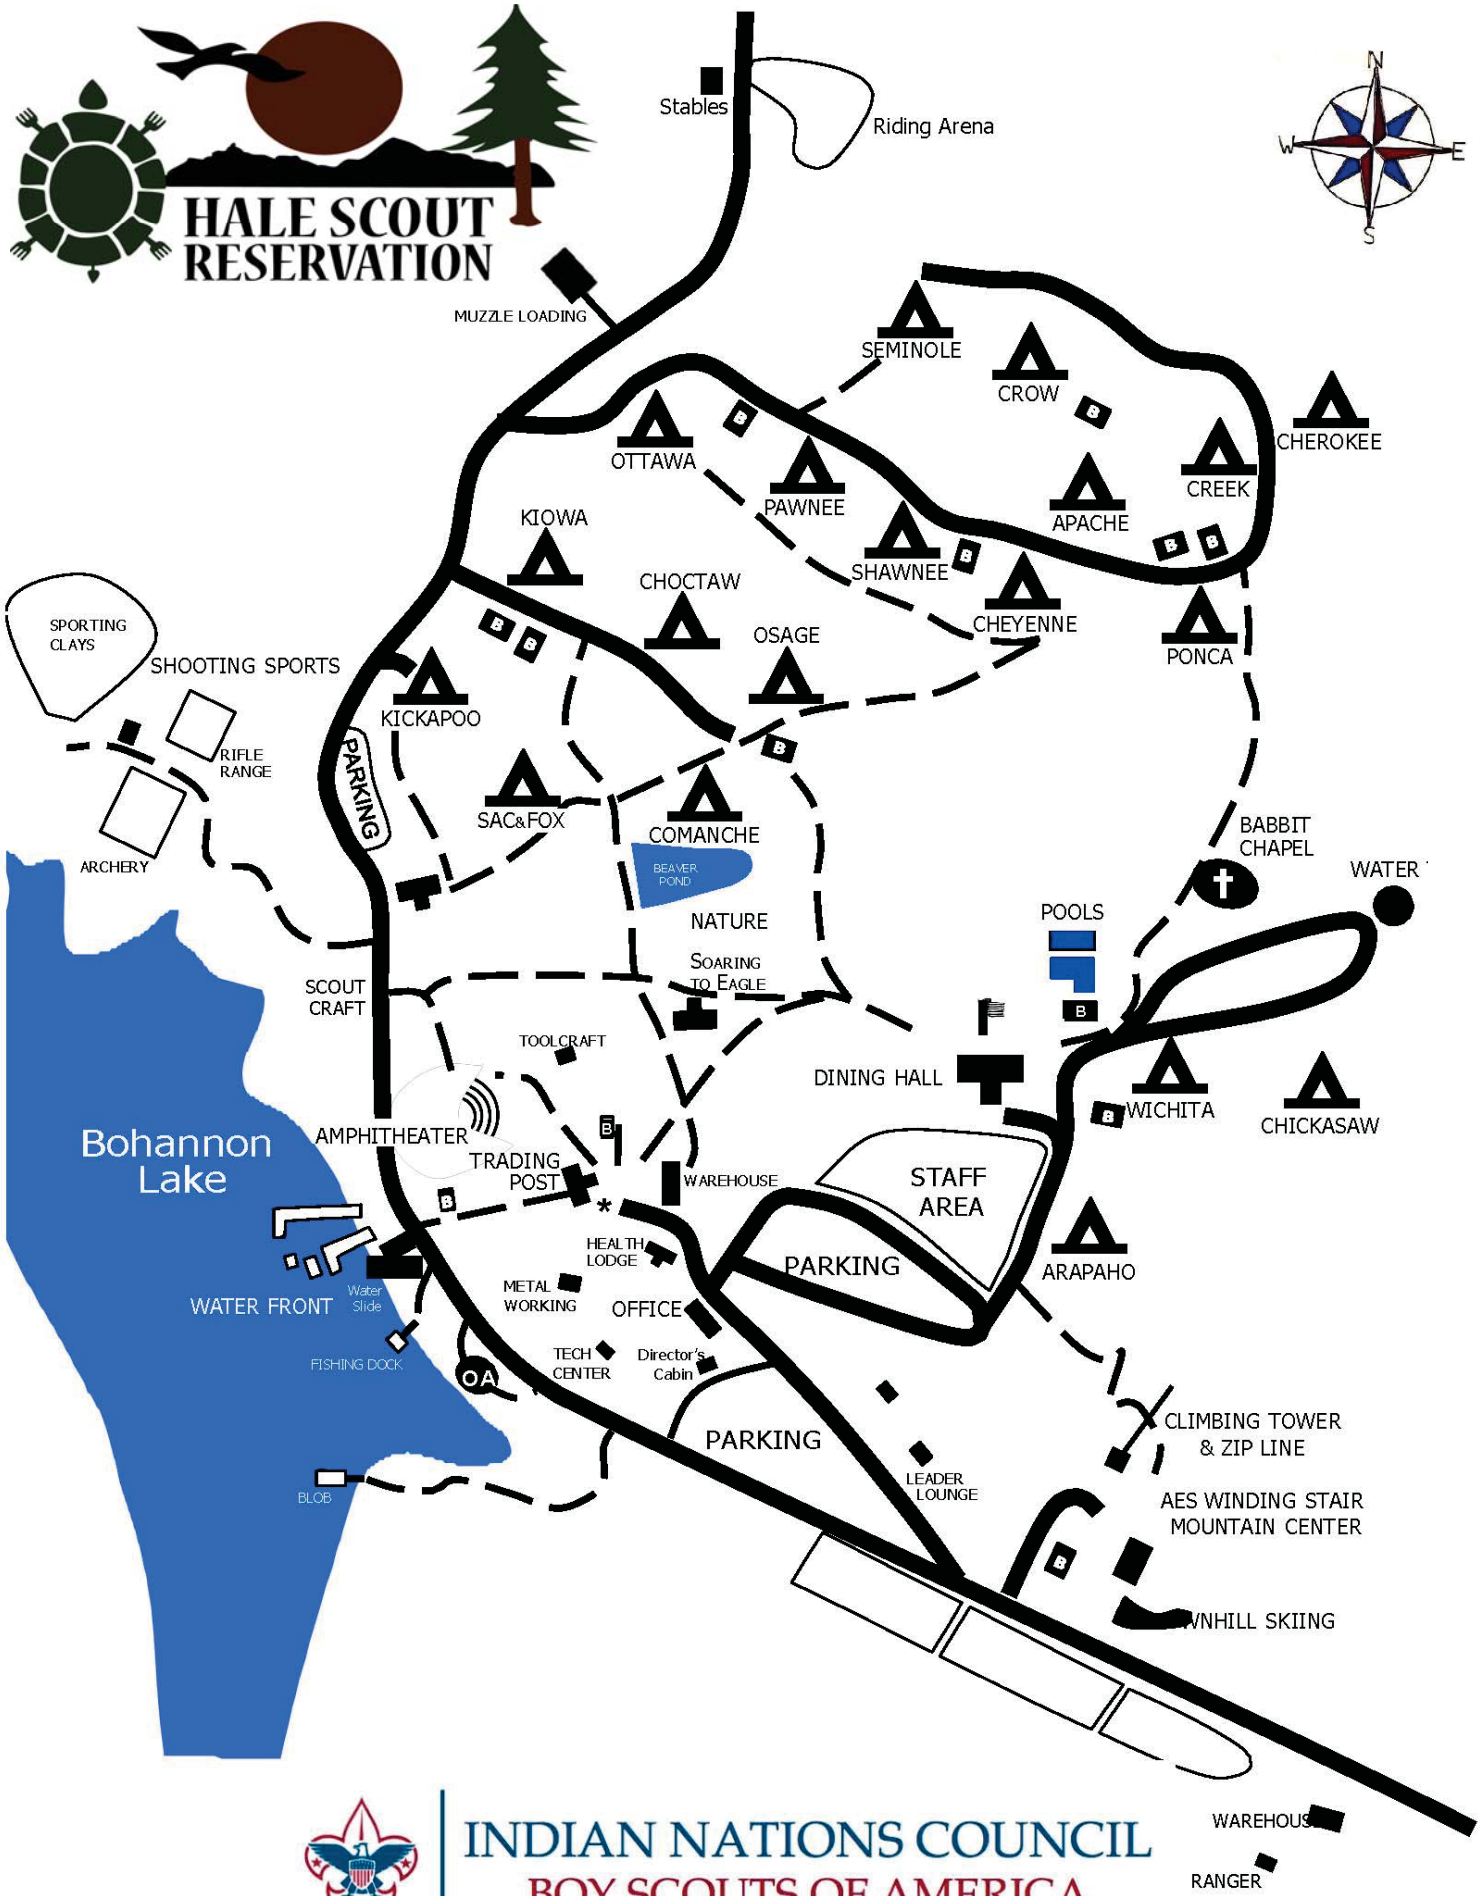 HALE SCOUT
RESERVATION
N
W
E
S
Stables
Riding Arena
MUZZLE LOADING
SEMINOLE
CROW
B
CHEROKEE
B
OTTAWA
CREEK
PAWNEE
APACHE
KIOWA
B
B
SHAWNEE
B
CHOCTAW
CHEYENNE
SPORTING
CLAYS
B
B
OSAGE
PONCA
SHOOTING SPORTS
KICKAPOO
RIFLE
RANGE
PARKING
B
SAC&FOX
COMANCHE
BABBIT
CHAPEL
ARCHERY
BEAVER
POND
WATER
POOLS
NATURE
SOARING
TO EAGLE
SCOUT
CRAFT
B
TOOLCRAFT
DINING HALL
WICHITA
B
CHICKASAW
Bohannon
Lake
AMPHITHEATER
B
TRADING
POST
WAREHOUSE
STAFF
AREA
B
*
HEALTH
LODGE
PARKING
ARAPAHO
METAL
WORKING
OFFICE
WATER FRONT
Water
Slide
FISHING DOCK
TECH
CENTER
Director's
Cabin
OA
PARKING
CLIMBING TOWER
& ZIP LINE
LEADER
LOUNGE
BLOB
AES WINDING STAIR
MOUNTAIN CENTER
B
WNHILL SKIING
WAREHOUS
RANGER
INDIAN NATIONS COUNCIL
BOY SCOUTS OF AMERICA